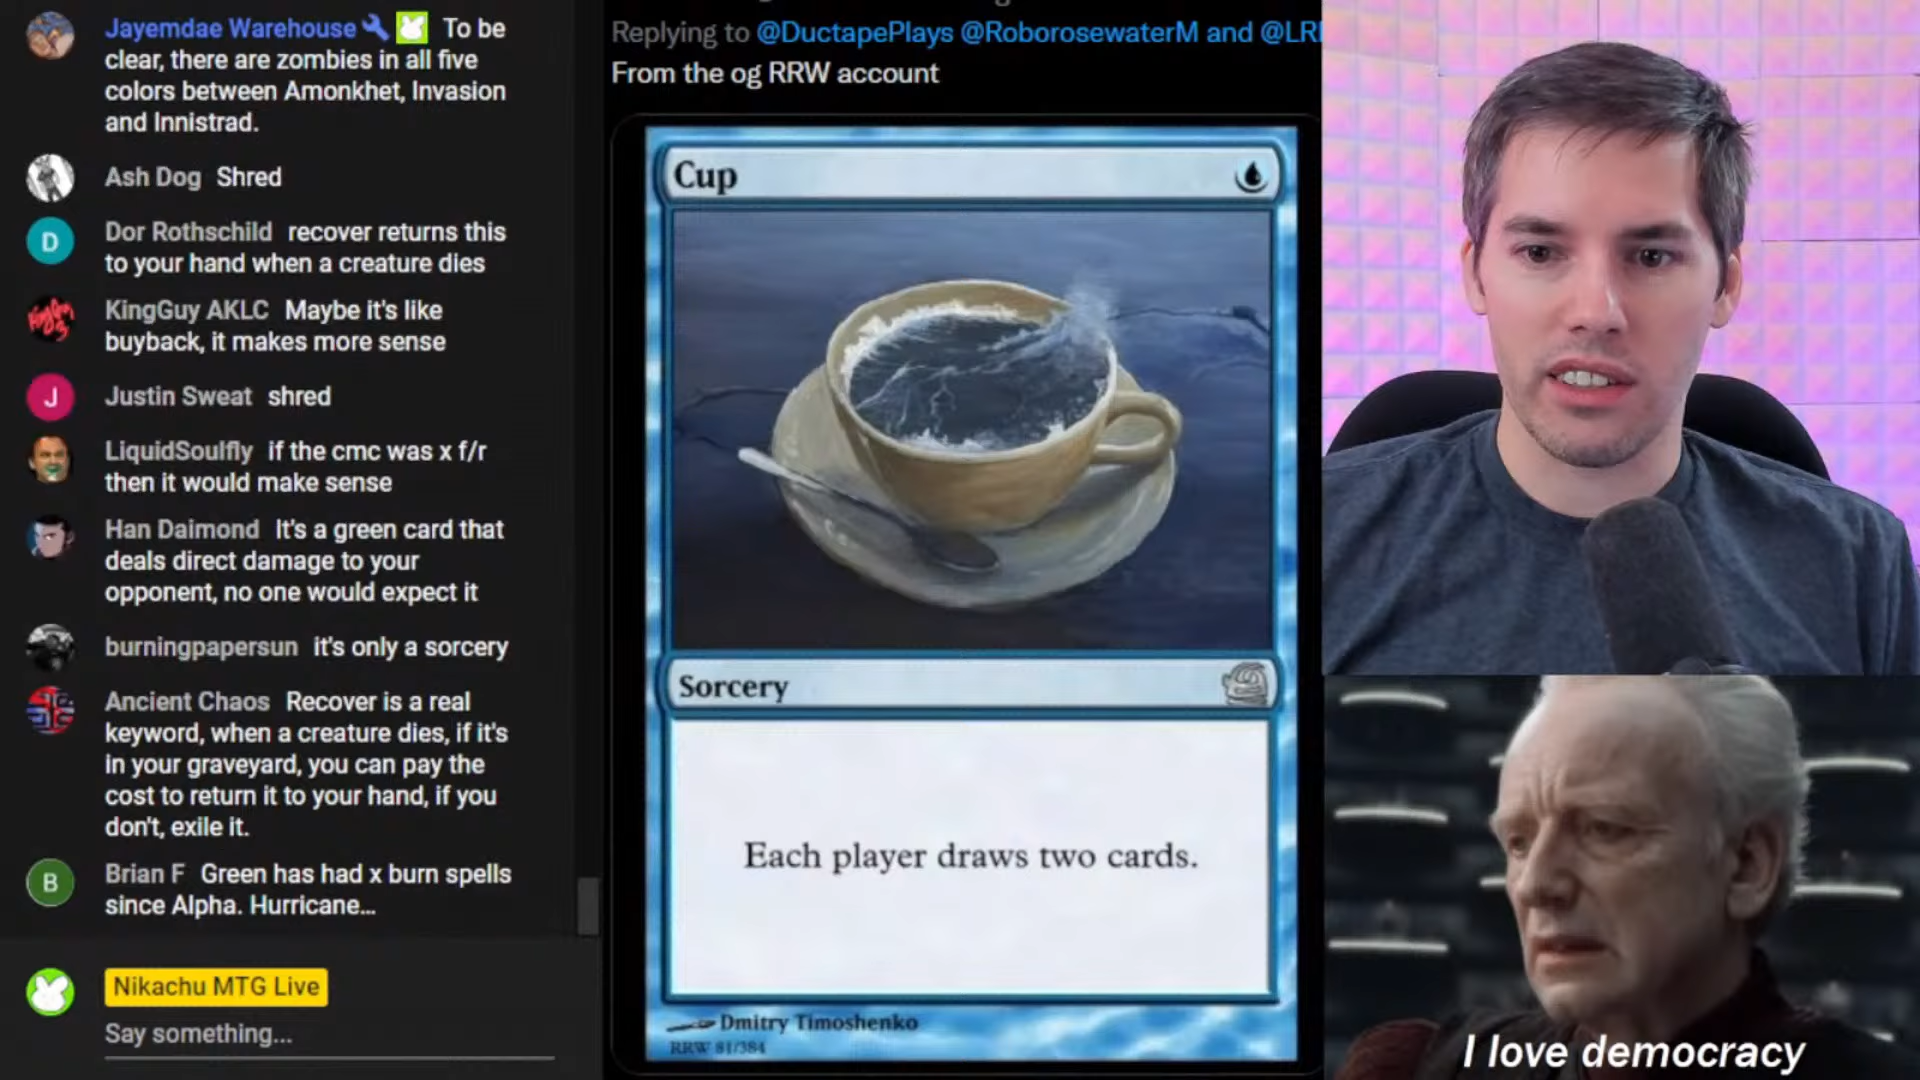 Jayemdae Warehouse To be
clear, there are zombies in all five
colors between Amonkhet, Invasion
and Innistrad.
Ash Dog Shred
D
Dor Rothschild recover returns this
to your hand when a creature dies
KingGuy AKLC Maybe it's like
buyback, it makes more sense
J
Justin Sweat shred
LiquidSoulfly if the cmc was x f/r
then it would make sense
Han Daimond It's a green card that
deals direct damage to your
opponent, no one would expect it
burningpapersun it's only a sorcery
Ancient Chaos Recover is a real
keyword, when a creature dies, if it's
in your graveyard, you can pay the
cost to return it to your hand, if you
don't, exile it.
B
Brian F Green has had x burn spells
since Alpha. Hurricane...
Nikachu MTG Live
Say something...
Replying to @DuctapePlays @RoborosewaterM and @LRI
From the og RRW account
Cup
Sorcery
Each player draws two cards.
Dmitry Timoshenko
RRW 81/384
I love democracy